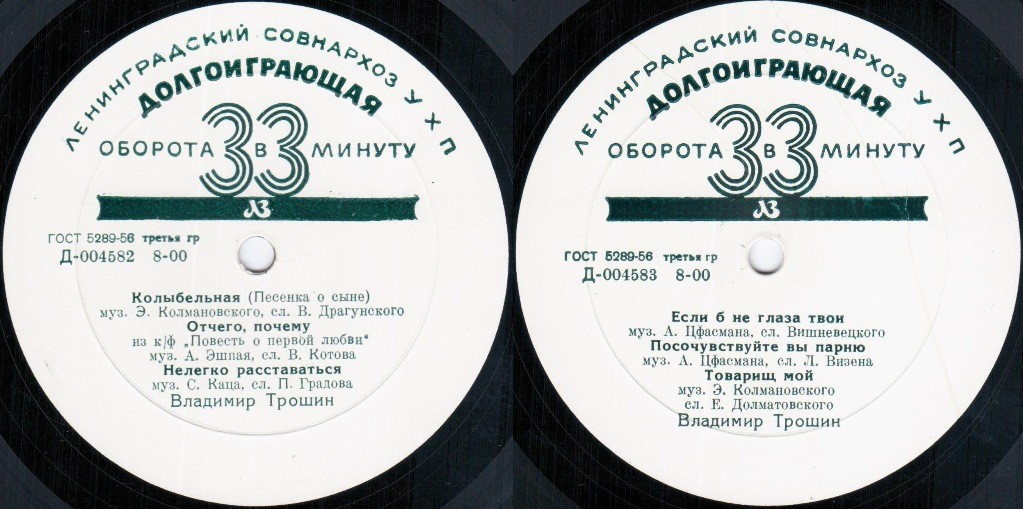 ЛЕНИНГРАДСКИЙ СОВНАРХОЗ УХП
ДОЛГОИГРАЮЩАЯ
33
ОБОРОТА В МИНУТУ
ЛЗ
ГОСТ 5289-56 третья гр
Д-004582 8-00
Колыбельная (Песенка о сыне)
муз. Э. Колмановского, сл. В. Драгунского
Отчего, почему
из к/ф „Повесть о первой любви"
муз. А. Эшпая, сл. В. Котова
Нелегко расставаться
муз. С. Каца, сл. П. Градова
Владимир Трошин
ЛЕНИНГРАДСКИЙ СОВНАРХОЗ УХП
ДОЛГОИГРАЮЩАЯ
33
ОБОРОТА В МИНУТУ
ЛЗ
ГОСТ 5289-56 третья гр
Д-004583 8-00
Если б не глаза твои
муз. А. Цфасмана, сл. Вишневецкого
Посочувствуйте вы парню
муз. А. Цфасмана, сл. Л. Визена
Товарищ мой
муз. Э. Колмановского
сл. Е. Долматовского
Владимир Трошин